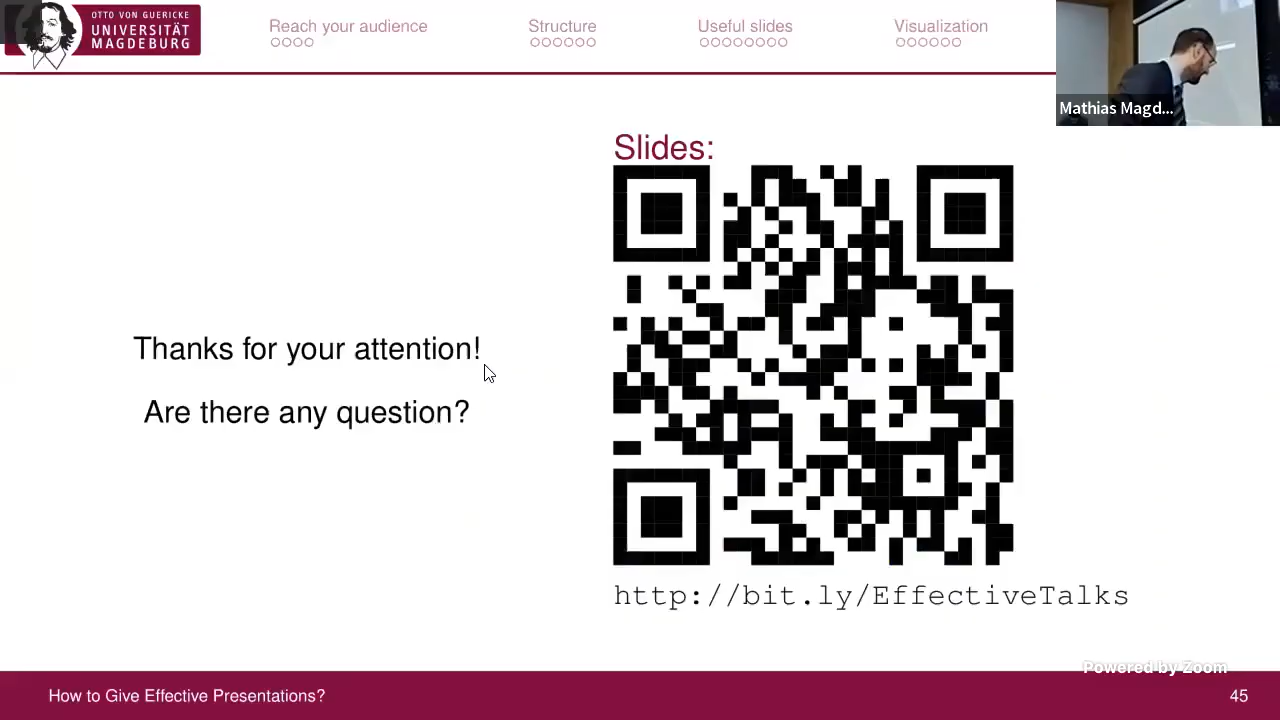 OTTO VON GUERICKE
UNIVERSITÄT
MAGDEBURG
Reach your audience
Structure
Useful slides
Visualization
Mathias Magd...
Slides:
Thanks for your attention!
Are there any question?
http://bit.ly/EffectiveTalks
Powered by Zoom
How to Give Effective Presentations?
45